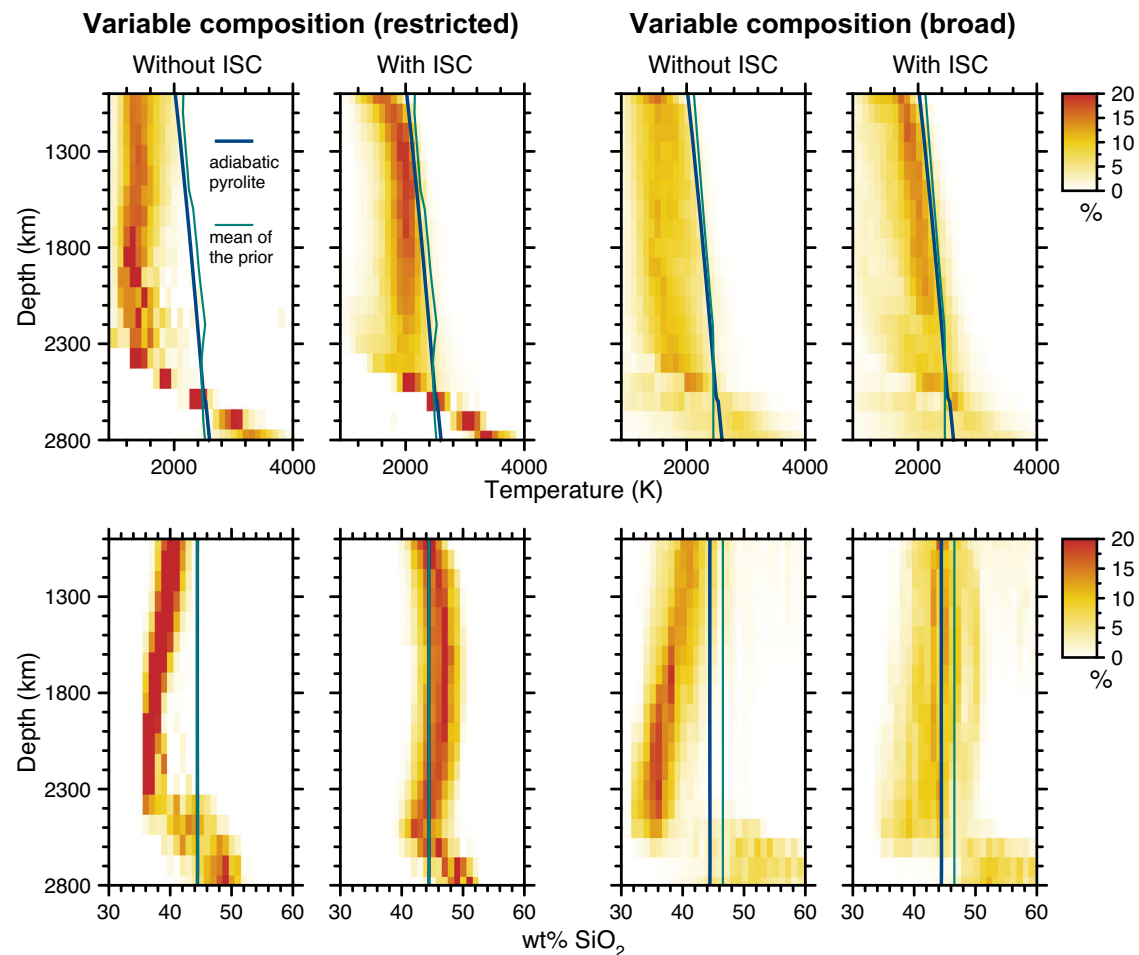 Variable composition (restricted) Variable composition (broad)
Without ISC With ISC Without ISC With ISC
1300
1800
2300
2800
Depth (km)
adiabatic
pyrolite
mean of
the prior
20
15
10
5
0
%
2000 4000 2000 4000 2000 4000 2000 4000
Temperature (K)
1300
1800
2300
2800
Depth (km)
20
15
10
5
0
%
30 40 50 60 30 40 50 60 30 40 50 60 30 40 50 60
wt% SiO₂